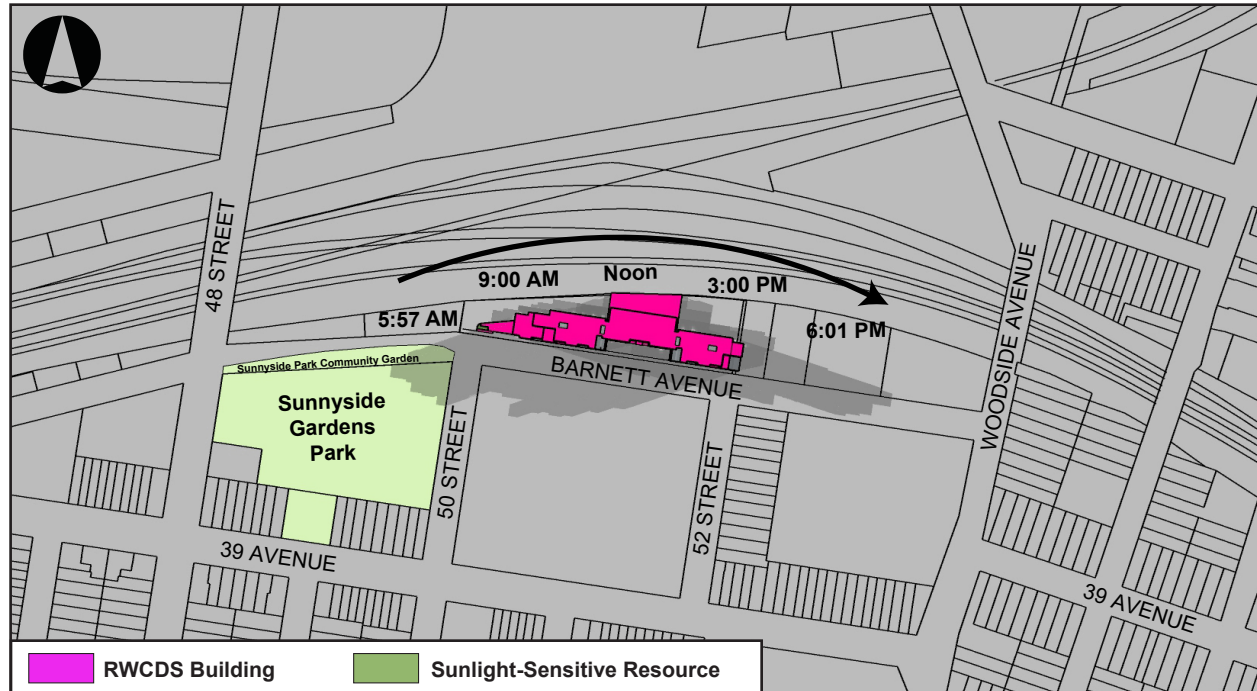 48 STREET
9:00 AM
Noon
3:00 PM
5:57 AM
6:01 PM
WOODSIDE AVENUE
Sunnyside Park Community Garden
BARNETT AVENUE
Sunnyside
Gardens
Park
50 STREET
52 STREET
39 AVENUE
39 AVENUE
RWCDS Building
Sunlight-Sensitive Resource